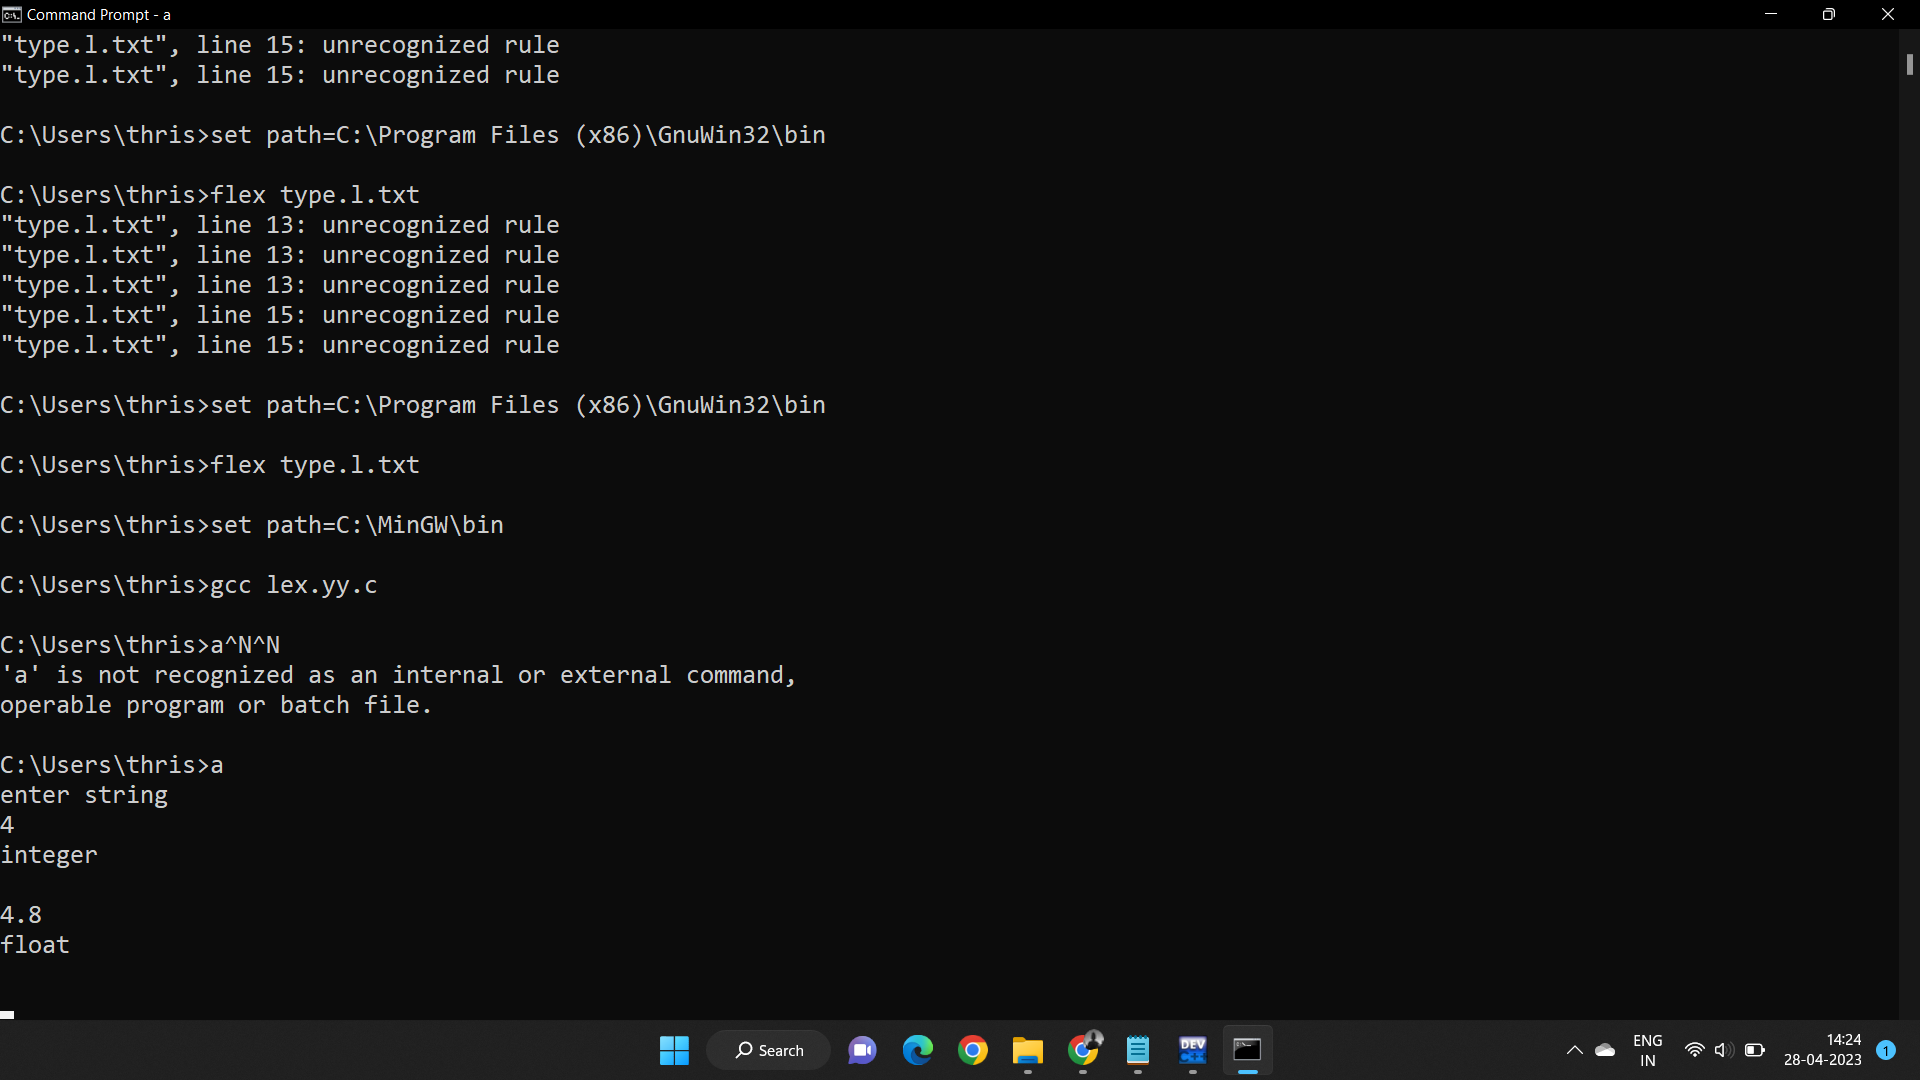 Command Prompt - a
"type.l.txt", line 15: unrecognized rule
"type.l.txt", line 15: unrecognized rule
C:\Users\thris>set path=C:\Program Files (x86)\GnuWin32\bin
C:\Users\thris>flex type.l.txt
"type.l.txt", line 13: unrecognized rule
"type.l.txt", line 13: unrecognized rule
"type.l.txt", line 13: unrecognized rule
"type.l.txt", line 15: unrecognized rule
"type.l.txt", line 15: unrecognized rule
C:\Users\thris>set path=C:\Program Files (x86)\GnuWin32\bin
C:\Users\thris>flex type.l.txt
C:\Users\thris>set path=C:\MinGW\bin
C:\Users\thris>gcc lex.yy.c
C:\Users\thris>a^N^N
'a' is not recognized as an internal or external command,
operable program or batch file.
C:\Users\thris>a
enter string
4
integer
4.8
float
Search
DEV
C++
ENG
IN
14:24
28-04-2023
1